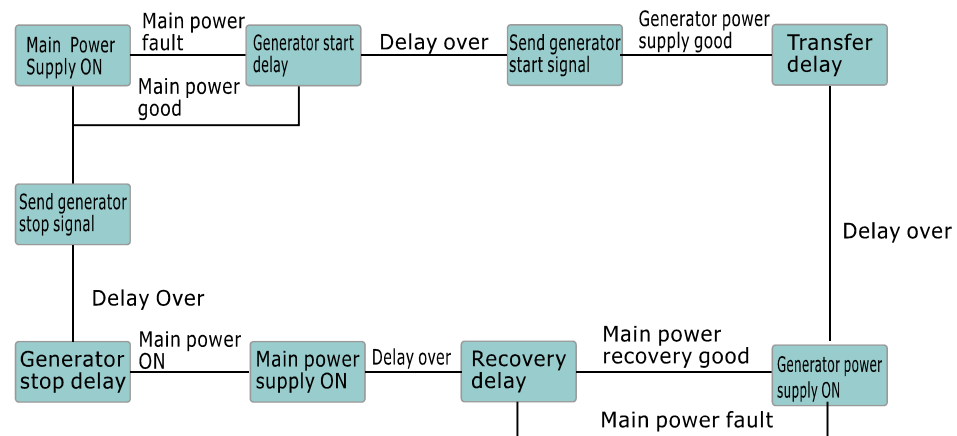 Main Power
Supply ON
Main power
fault
Generator start
delay
Delay over
Send generator
start signal
Generator power
supply good
Transfer
delay
Main power
good
Send generator
stop signal
Delay over
Delay Over
Generator
stop delay
Main power
ON
Main power
supply ON
Delay over
Recovery
delay
Main power
recovery good
Generator power
supply ON
Main power fault